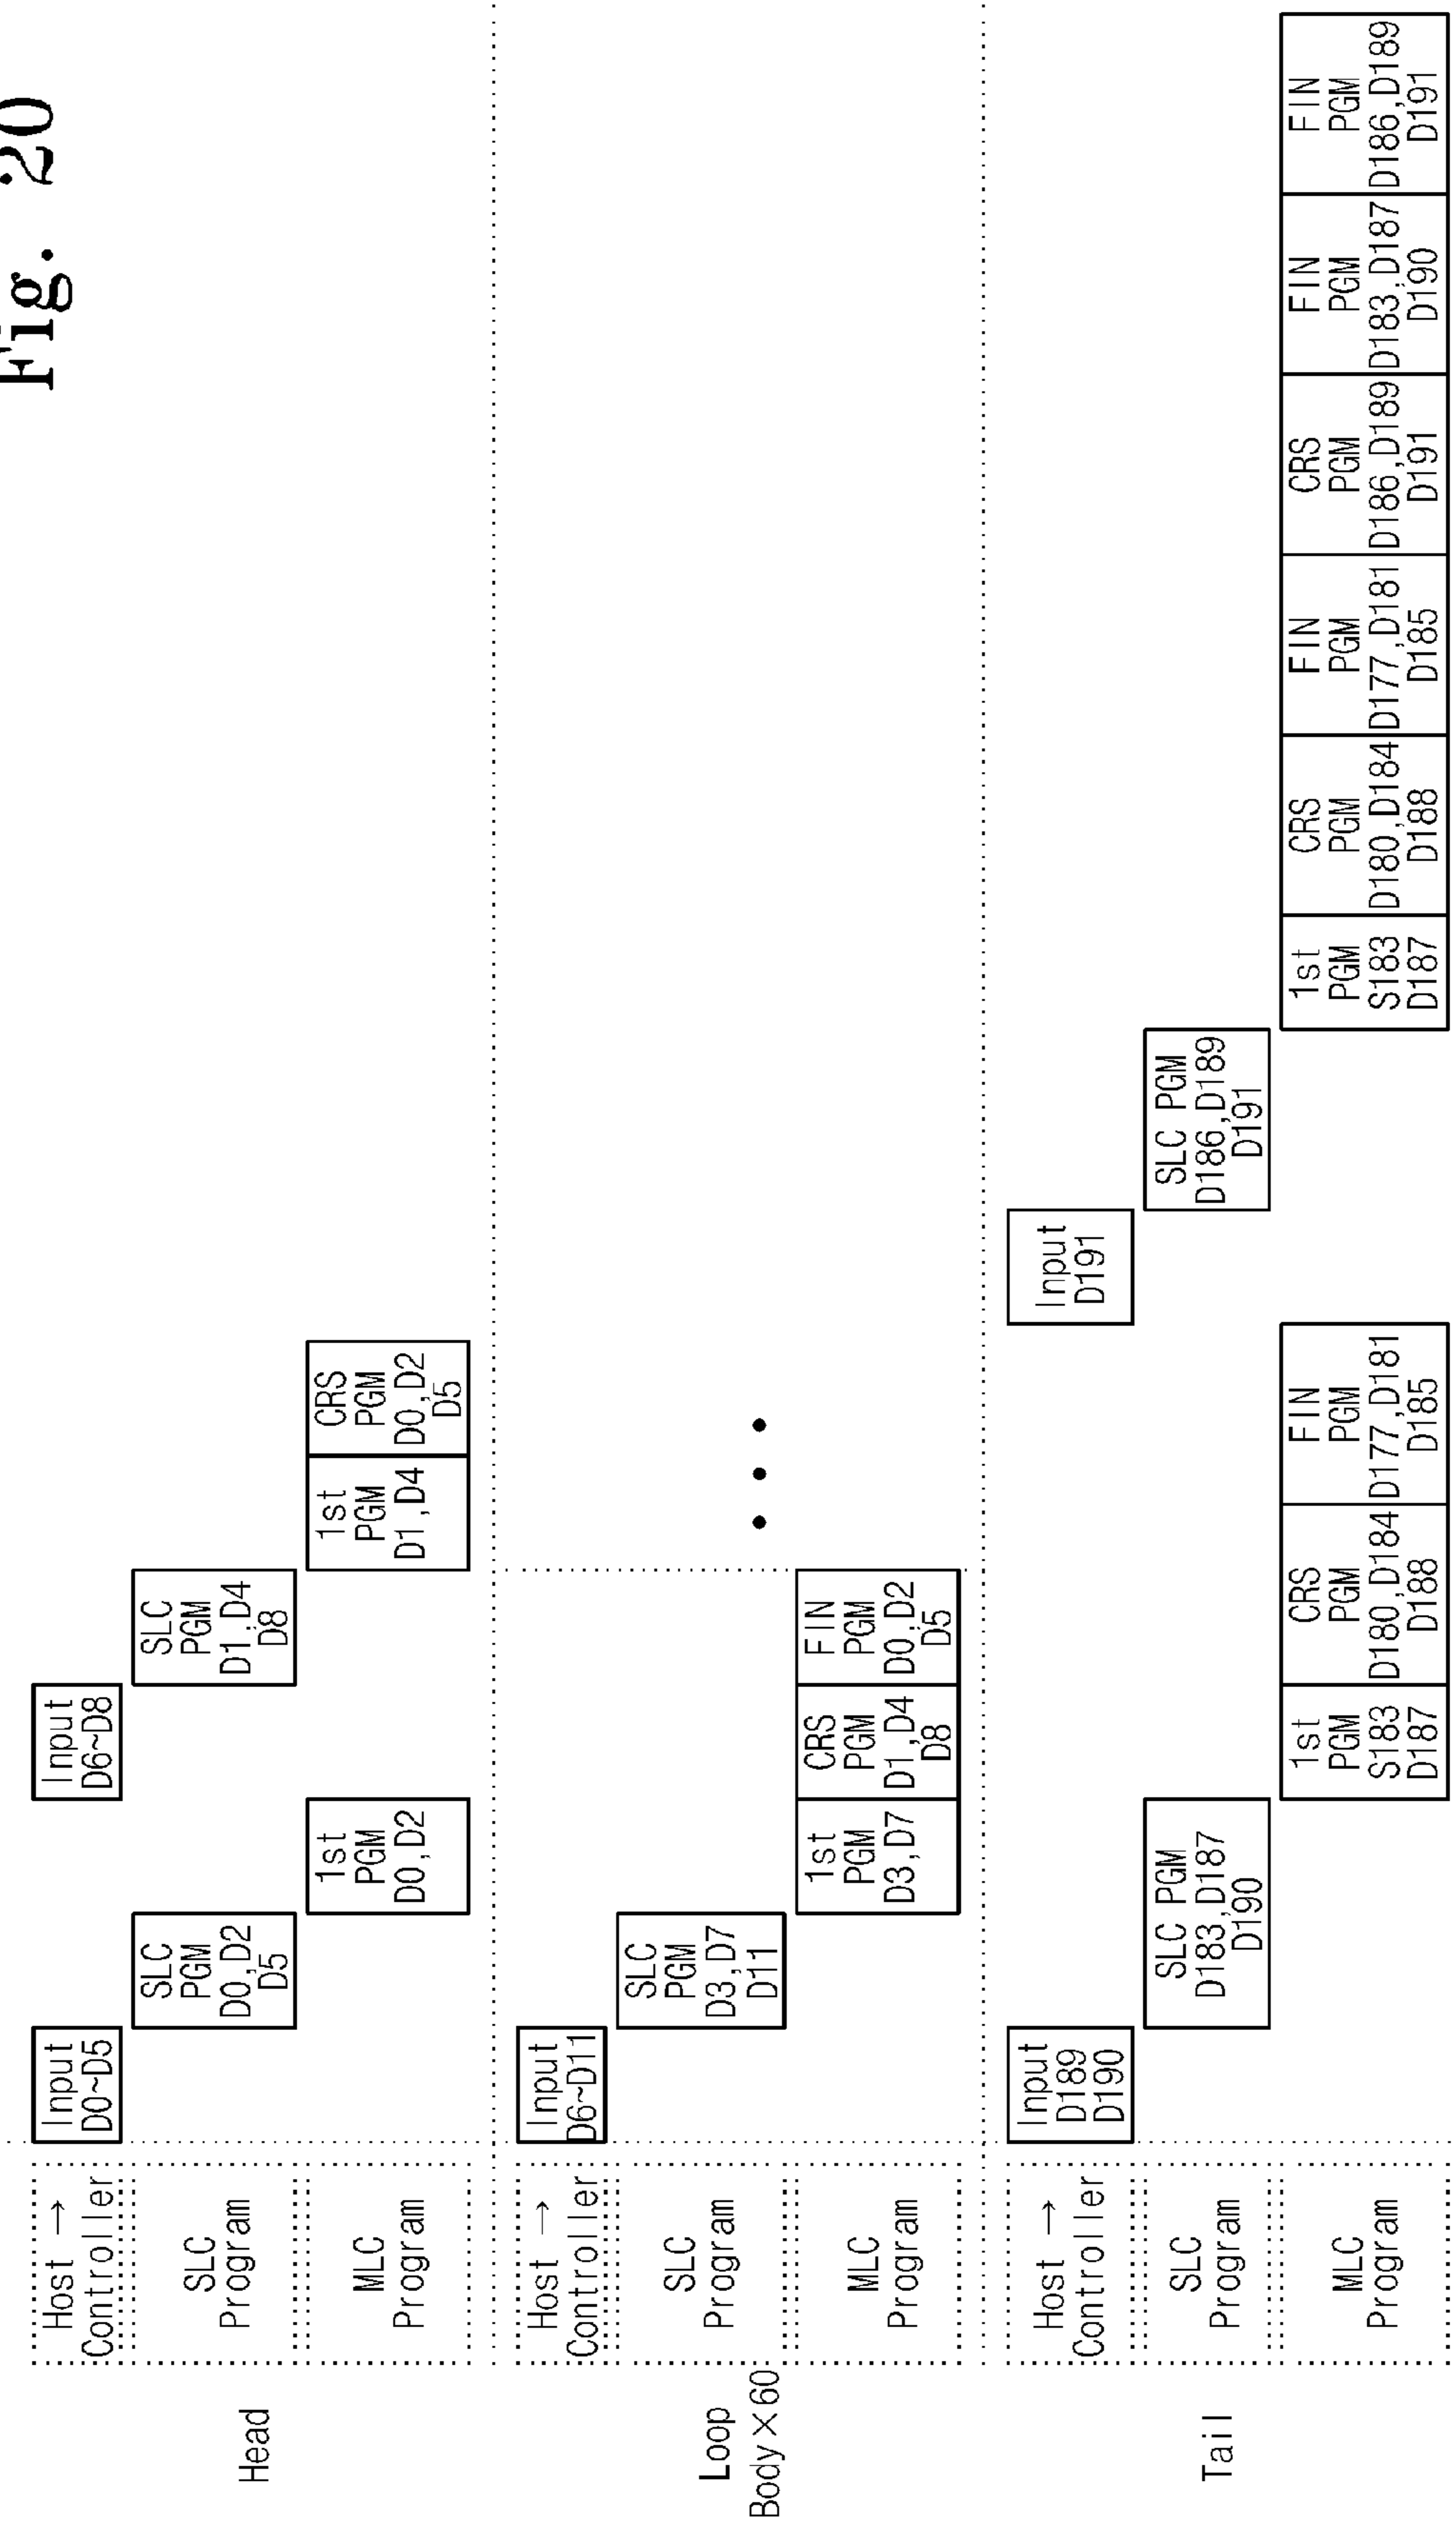 Fig. 20
Head
Host →
Controller
Input
D0~D5
Input
D6~D8
SLC
Program
SLC
PGM
D0,D2
D5
SLC
PGM
D1,D4
D8
MLC
Program
1st
PGM
D0,D2
1st
PGM
D1,D4
CRS
PGM
D0,D2
D5
Loop
Body×60
Host →
Controller
Input
D6~D11
SLC
Program
SLC
PGM
D3,D7
D11
MLC
Program
1st
PGM
D3,D7
CRS
PGM
D1,D4
D8
FIN
PGM
D0,D2
D5
• • •
Tail
Host →
Controller
Input
D189
D190
Input
D191
SLC
Program
SLC PGM
D183,D187
D190
SLC PGM
D186,D189
D191
MLC
Program
1st
PGM
S183
D187
CRS
PGM
D180,D184
D188
FIN
PGM
D177,D181
D185
1st
PGM
S183
D187
CRS
PGM
D180,D184
D188
FIN
PGM
D177,D181
D185
CRS
PGM
D186,D189
D191
FIN
PGM
D183,D187
D190
FIN
PGM
D186,D189
D191